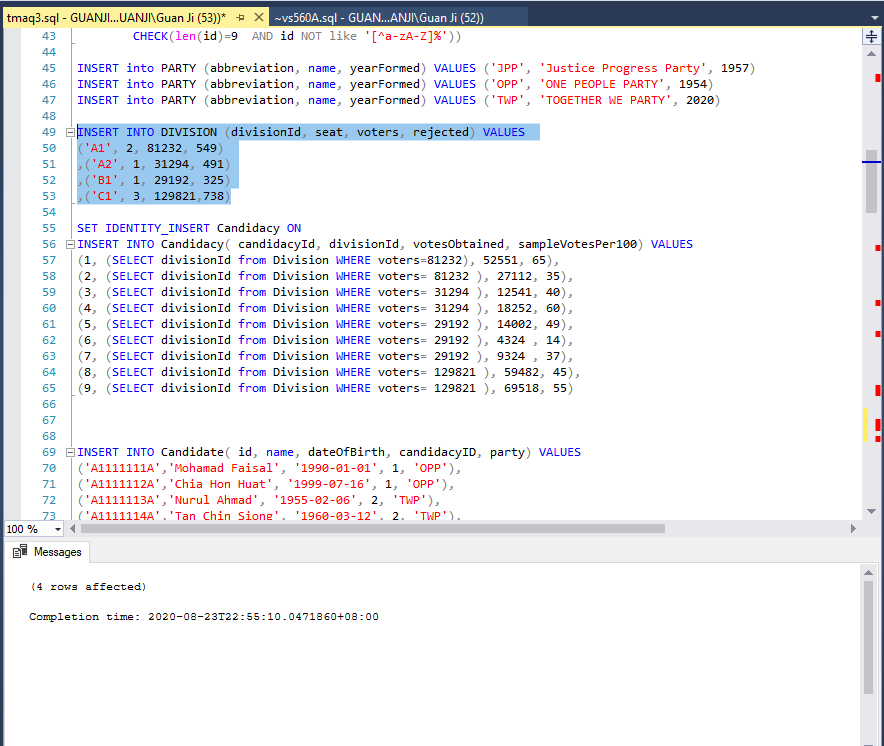 tmaq3.sql - GUANJI...UANJI\Guan Ji (53))*
~vs560A.sql - GUAN...ANJI\Guan Ji (52))
43 CHECK(len(id)=9 AND id NOT like '[^a-zA-Z]%'))
44
45 INSERT into PARTY (abbreviation, name, yearFormed) VALUES ('JPP', 'Justice Progress Party', 1957)
46 INSERT into PARTY (abbreviation, name, yearFormed) VALUES ('OPP', 'ONE PEOPLE PARTY', 1954)
47 INSERT into PARTY (abbreviation, name, yearFormed) VALUES ('TWP', 'TOGETHER WE PARTY', 2020)
48
49 INSERT INTO DIVISION (divisionId, seat, voters, rejected) VALUES
50 ('A1', 2, 81232, 549)
51 ,('A2', 1, 31294, 491)
52 ,('B1', 1, 29192, 325)
53 ,('C1', 3, 129821,738)
54
55 SET IDENTITY_INSERT Candidacy ON
56 INSERT INTO Candidacy( candidacyId, divisionId, votesObtained, sampleVotesPer100) VALUES
57 (1, (SELECT divisionId from Division WHERE voters=81232), 52551, 65),
58 (2, (SELECT divisionId from Division WHERE voters= 81232 ), 27112, 35),
59 (3, (SELECT divisionId from Division WHERE voters= 31294 ), 12541, 40),
60 (4, (SELECT divisionId from Division WHERE voters= 31294 ), 18252, 60),
61 (5, (SELECT divisionId from Division WHERE voters= 29192 ), 14002, 49),
62 (6, (SELECT divisionId from Division WHERE voters= 29192 ), 4324 , 14),
63 (7, (SELECT divisionId from Division WHERE voters= 29192 ), 9324 , 37),
64 (8, (SELECT divisionId from Division WHERE voters= 129821 ), 59482, 45),
65 (9, (SELECT divisionId from Division WHERE voters= 129821 ), 69518, 55)
66
67
68
69 INSERT INTO Candidate( id, name, dateOfBirth, candidacyID, party) VALUES
70 ('A1111111A','Mohamad Faisal', '1990-01-01', 1, 'OPP'),
71 ('A1111112A','Chia Hon Huat', '1999-07-16', 1, 'OPP'),
72 ('A1111113A','Nurul Ahmad', '1955-02-06', 2, 'TWP'),
73 ('A1111114A','Tan Chin Siong', '1960-03-12', 2, 'TWP'),
100 %
Messages
(4 rows affected)
Completion time: 2020-08-23T22:55:10.0471860+08:00